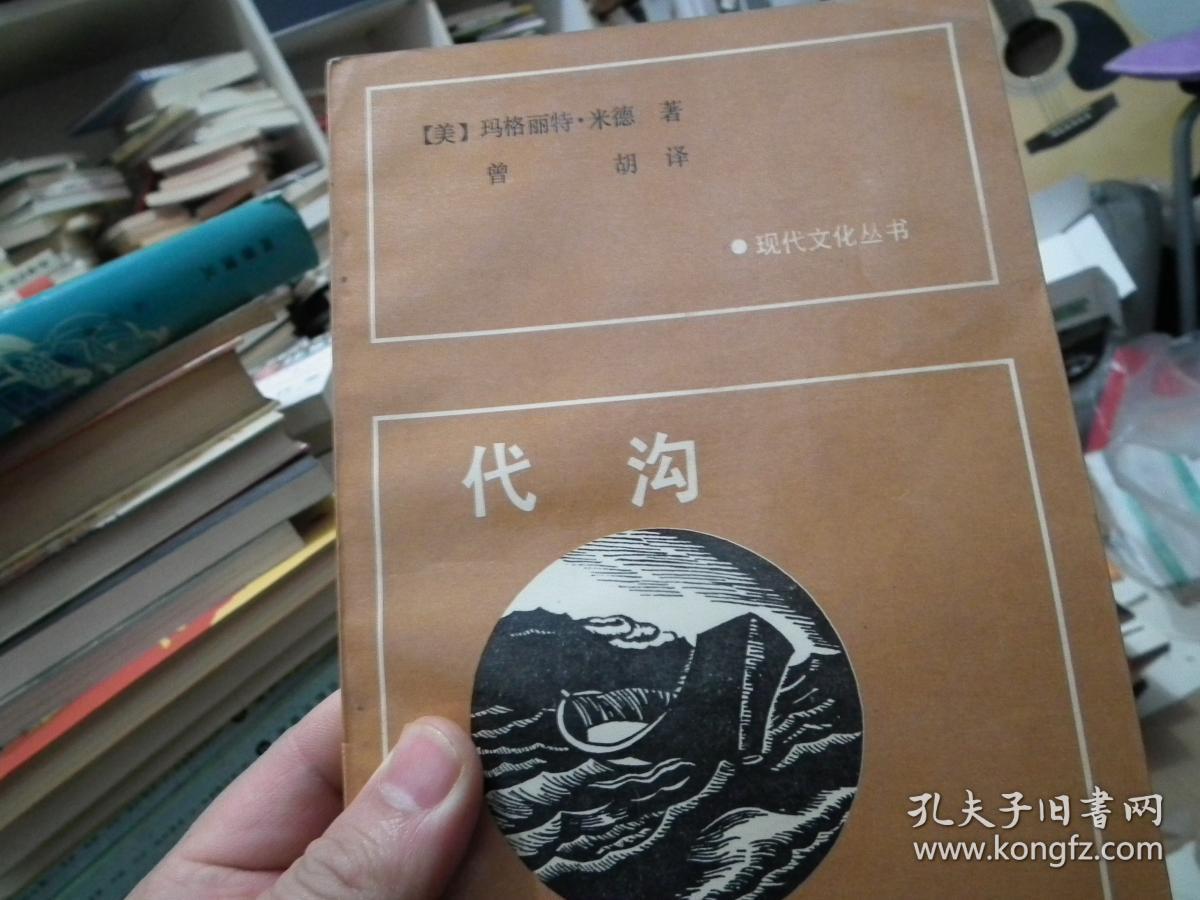 【美】玛格丽特·米德 著
曾 胡 译
●现代文化丛书
代沟
孔夫子旧書网
www.kongfz.com